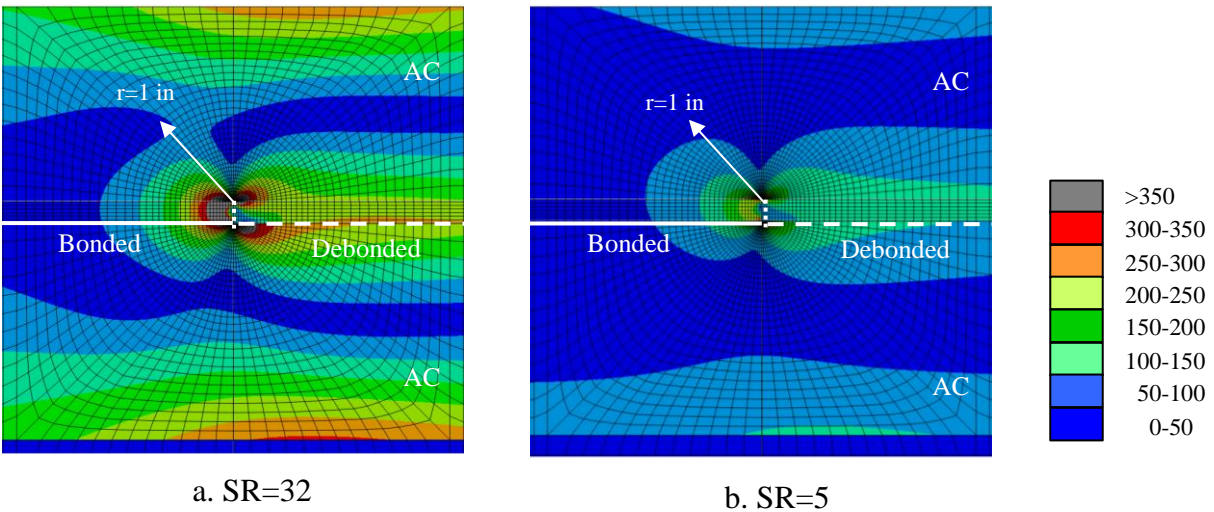 AC
r=1 in
Bonded
Debonded
AC
a. SR=32
AC
r=1 in
Bonded
Debonded
AC
b. SR=5
>350
300-350
250-300
200-250
150-200
100-150
50-100
0-50